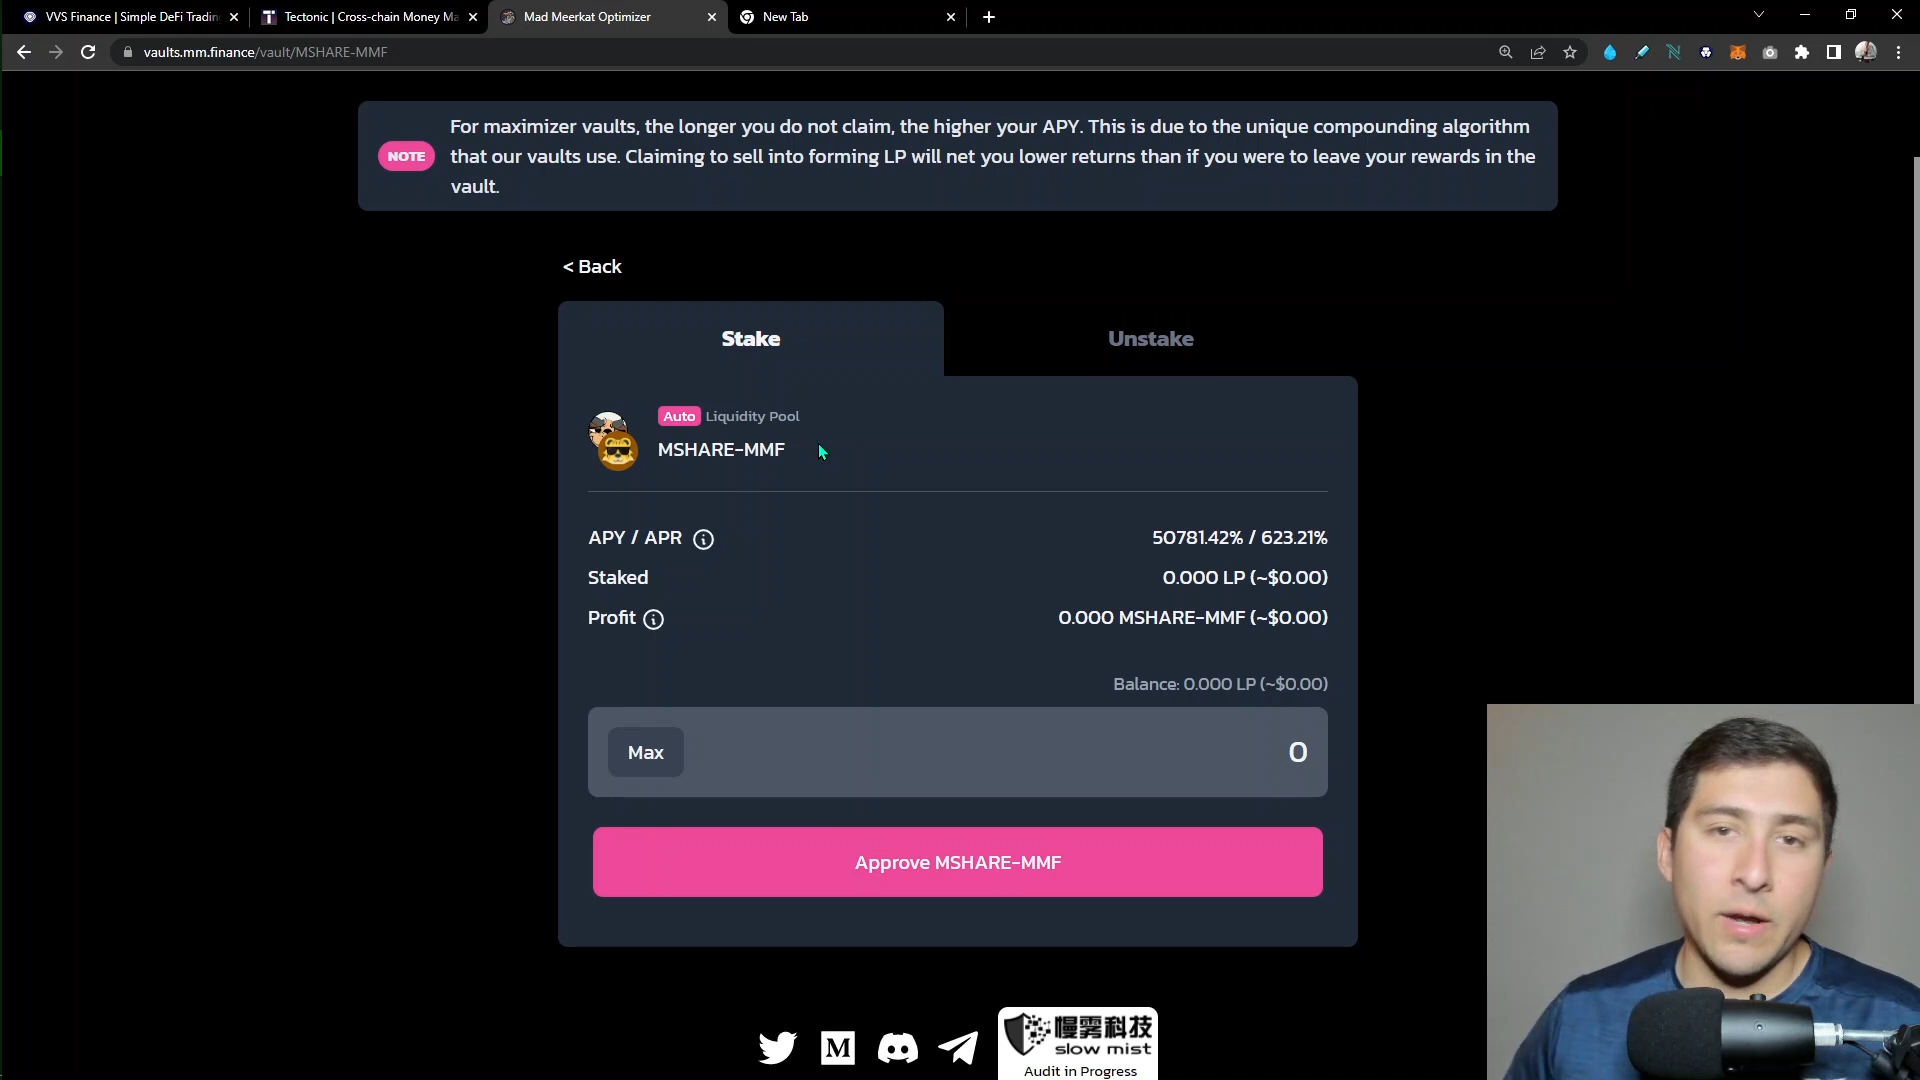 VVS Finance | Simple DeFi Tradin
Tectonic | Cross-chain Money Ma
Mad Meerkat Optimizer
New Tab
vaults.mm.finance/vault/MSHARE-MMF
NOTE
For maximizer vaults, the longer you do not claim, the higher your APY. This is due to the unique compounding algorithm
that our vaults use. Claiming to sell into forming LP will net you lower returns than if you were to leave your rewards in the
vault.
< Back
Stake
Unstake
Auto Liquidity Pool
MSHARE-MMF
APY / APR
50781.42% / 623.21%
Staked
0.000 LP (~$0.00)
Profit
0.000 MSHARE-MMF (~$0.00)
Balance: 0.000 LP (~$0.00)
Max
0
Approve MSHARE-MMF
M
慢雾科技
slow mist
Audit in Progress